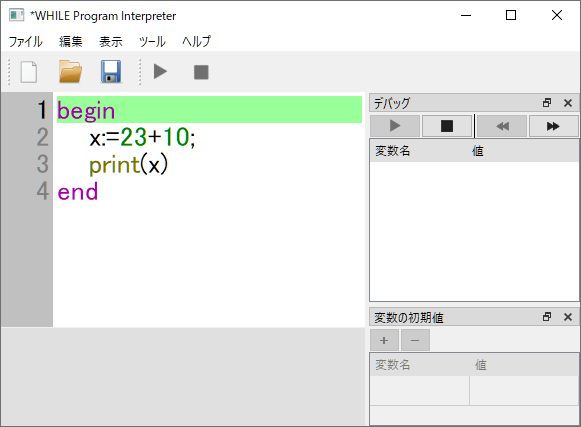 *WHILE Program Interpreter
ファイル 編集 表示 ツール ヘルプ
1 begin
2 x:=23+10;
3 print(x)
4 end
デバッグ
変数名 値
変数の初期値
変数名 値